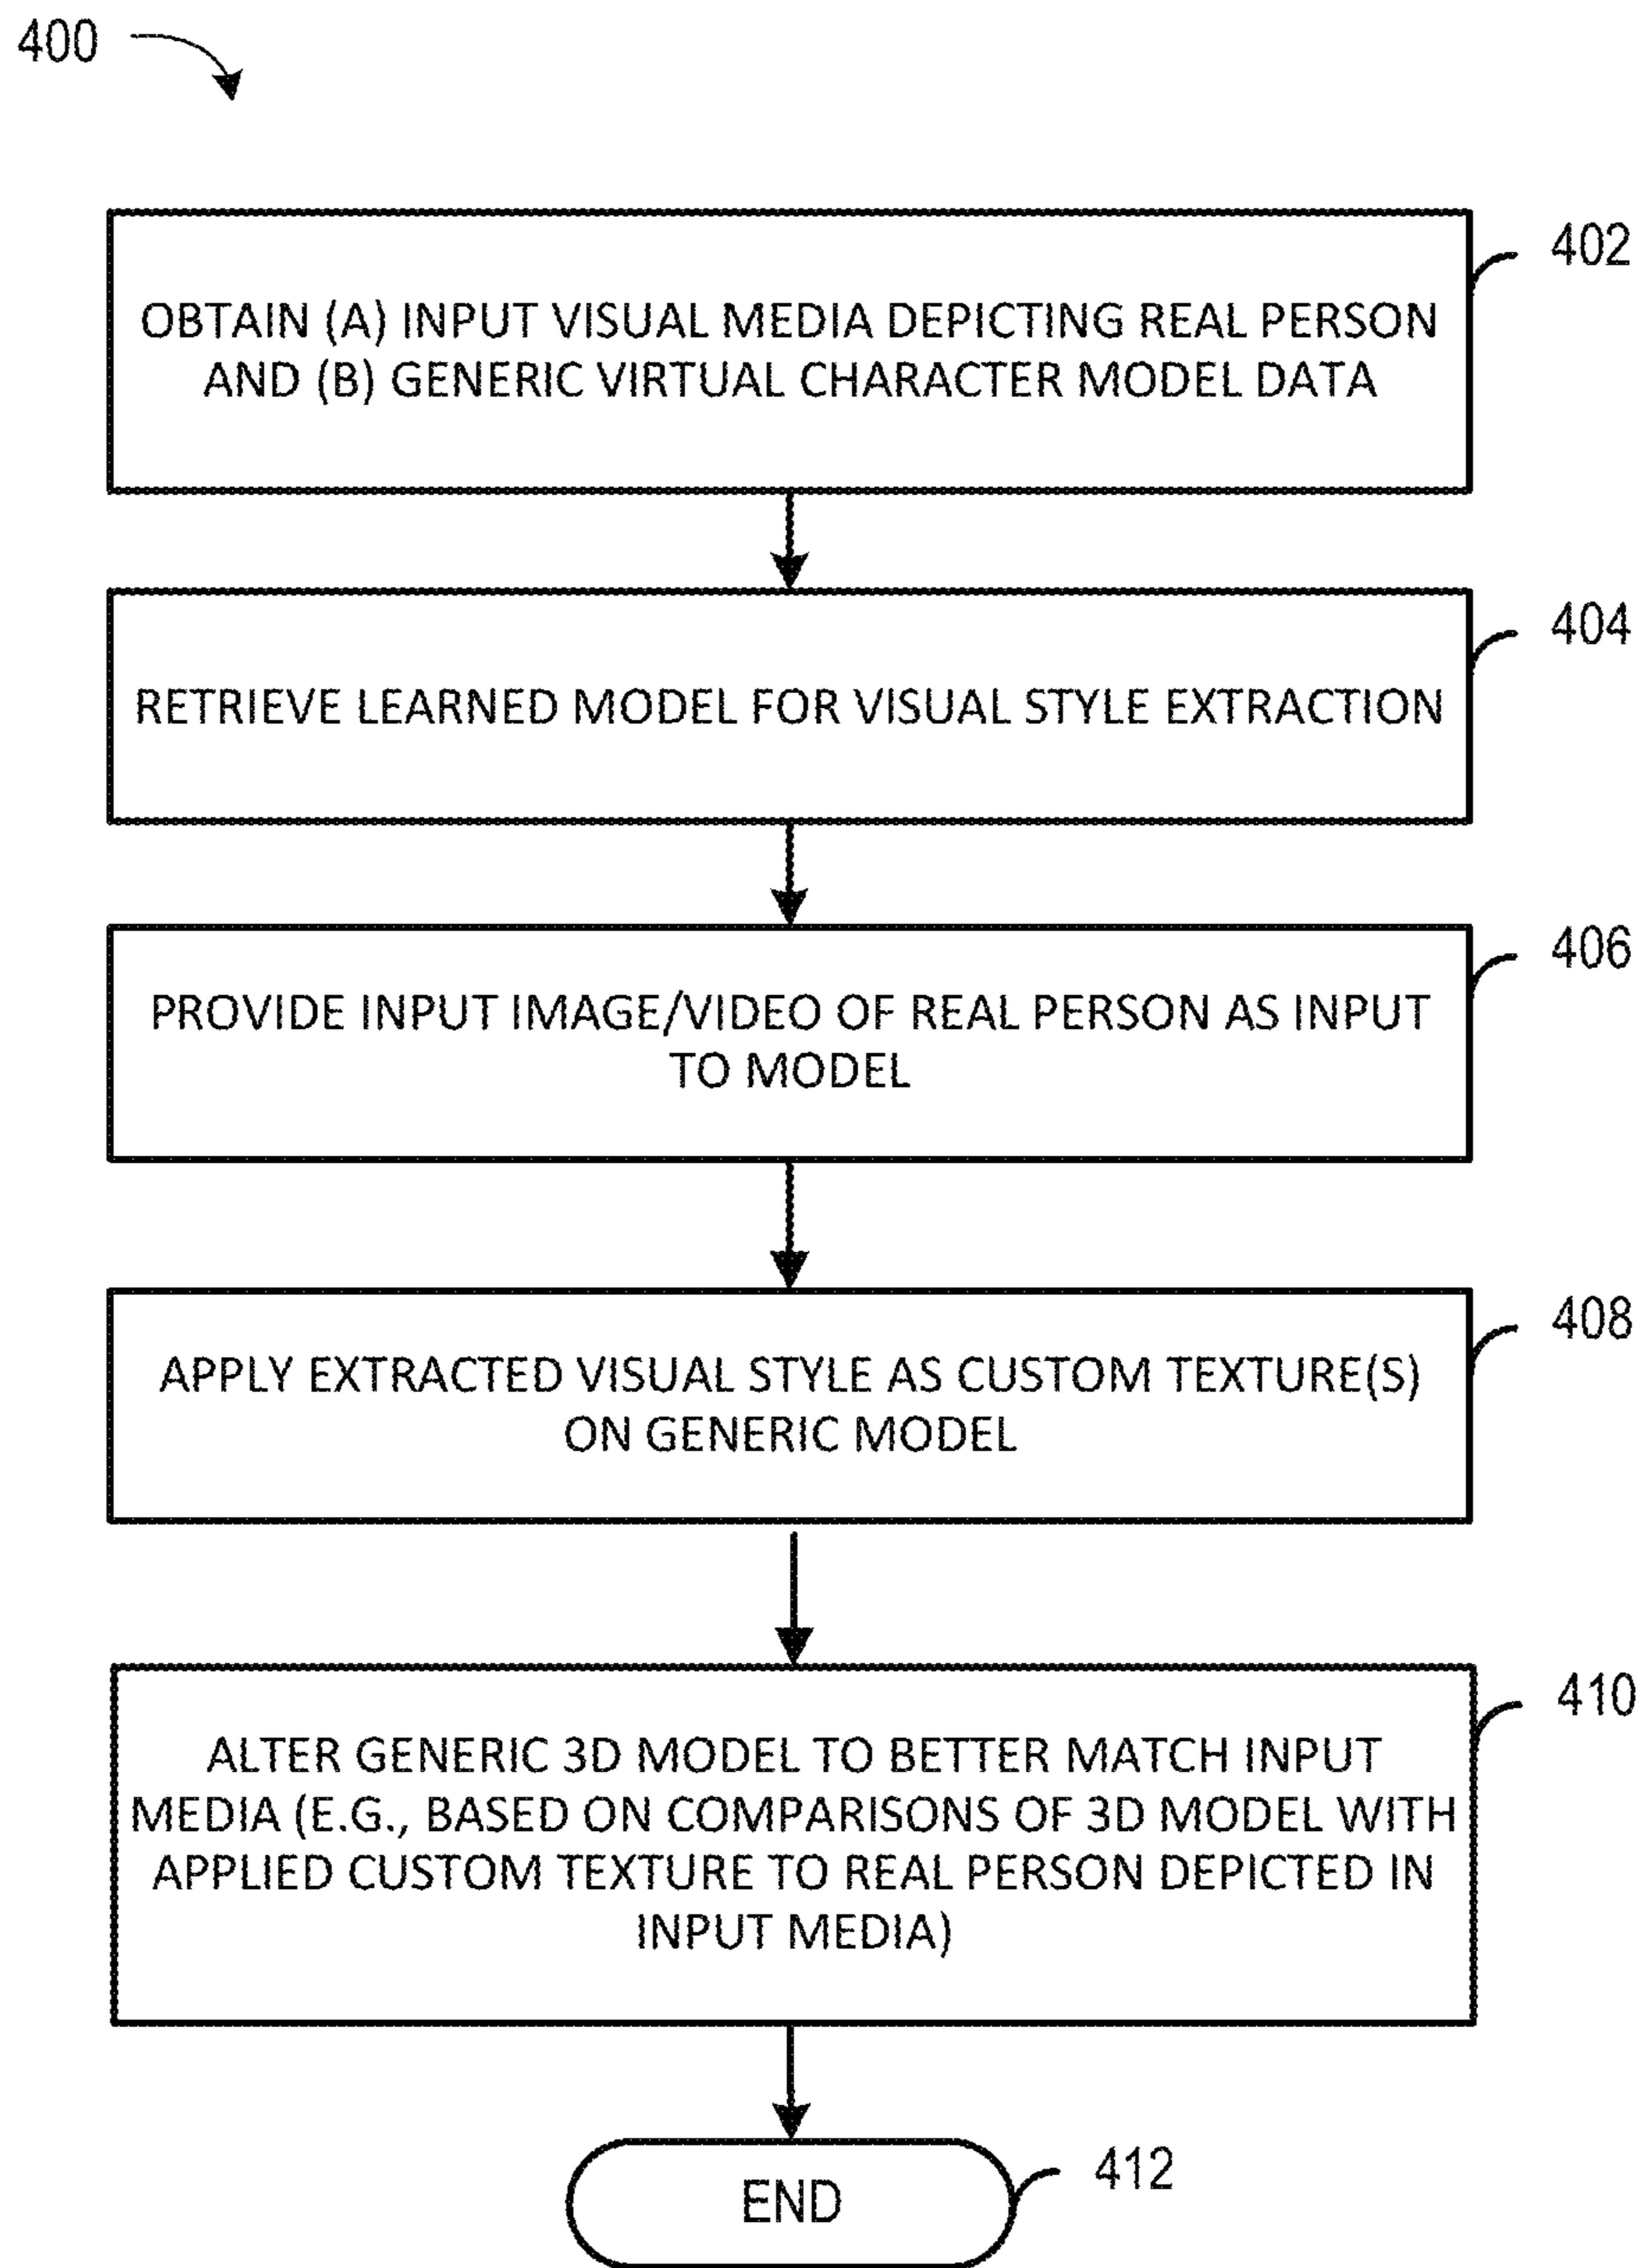 400
402
OBTAIN (A) INPUT VISUAL MEDIA DEPICTING REAL PERSON
AND (B) GENERIC VIRTUAL CHARACTER MODEL DATA
404
RETRIEVE LEARNED MODEL FOR VISUAL STYLE EXTRACTION
406
PROVIDE INPUT IMAGE/VIDEO OF REAL PERSON AS INPUT
TO MODEL
408
APPLY EXTRACTED VISUAL STYLE AS CUSTOM TEXTURE(S)
ON GENERIC MODEL
410
ALTER GENERIC 3D MODEL TO BETTER MATCH INPUT
MEDIA (E.G., BASED ON COMPARISONS OF 3D MODEL WITH
APPLIED CUSTOM TEXTURE TO REAL PERSON DEPICTED IN
INPUT MEDIA)
412
END